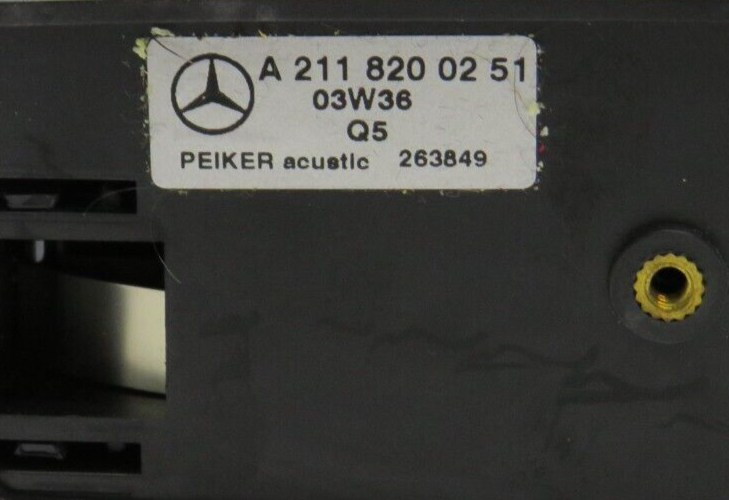 A 211 820 02 51
03W36
Q5
PEIKER acustic 263849